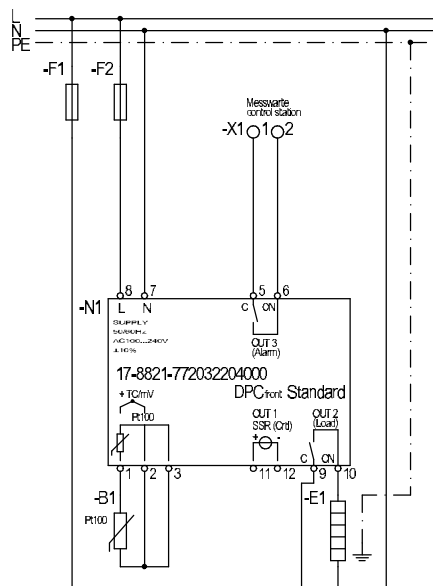 L
N
PE
-F1 -F2
Messwarte
control station
-X1 1 2
8 7 5 6
-N1 L N C ON
SUPPLY
50/60Hz
AC100...240V
±10%
OUT 3
(Alarm)
17-8821-772032204000
DPC front Standard
+ TC/mV
Pt100
OUT 1
SSR (Crtl)
+ -
OUT 2
(Load)
C ON
1 2 3 11 12 9 10
-B1 -E1
Pt100